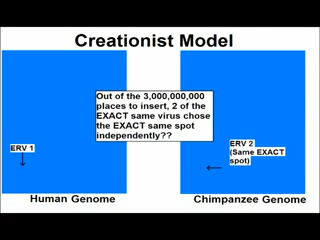 Creationist Model
Out of the 3,000,000,000
places to insert, 2 of the
EXACT same virus chose
the EXACT same spot
independently??
ERV 1
ERV 2
(Same EXACT
spot)
Human Genome
Chimpanzee Genome